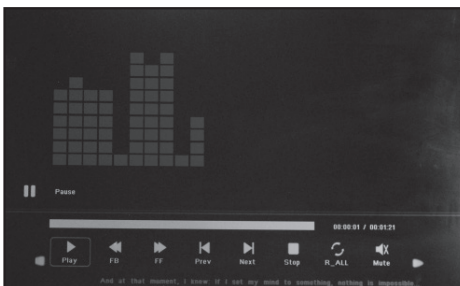 Pause
00:00:01 / 00:01:21
Play FB FF Prev Next Stop R_ALL Mute
And at that moment, I knew if I set my mind to something, nothing is impossible